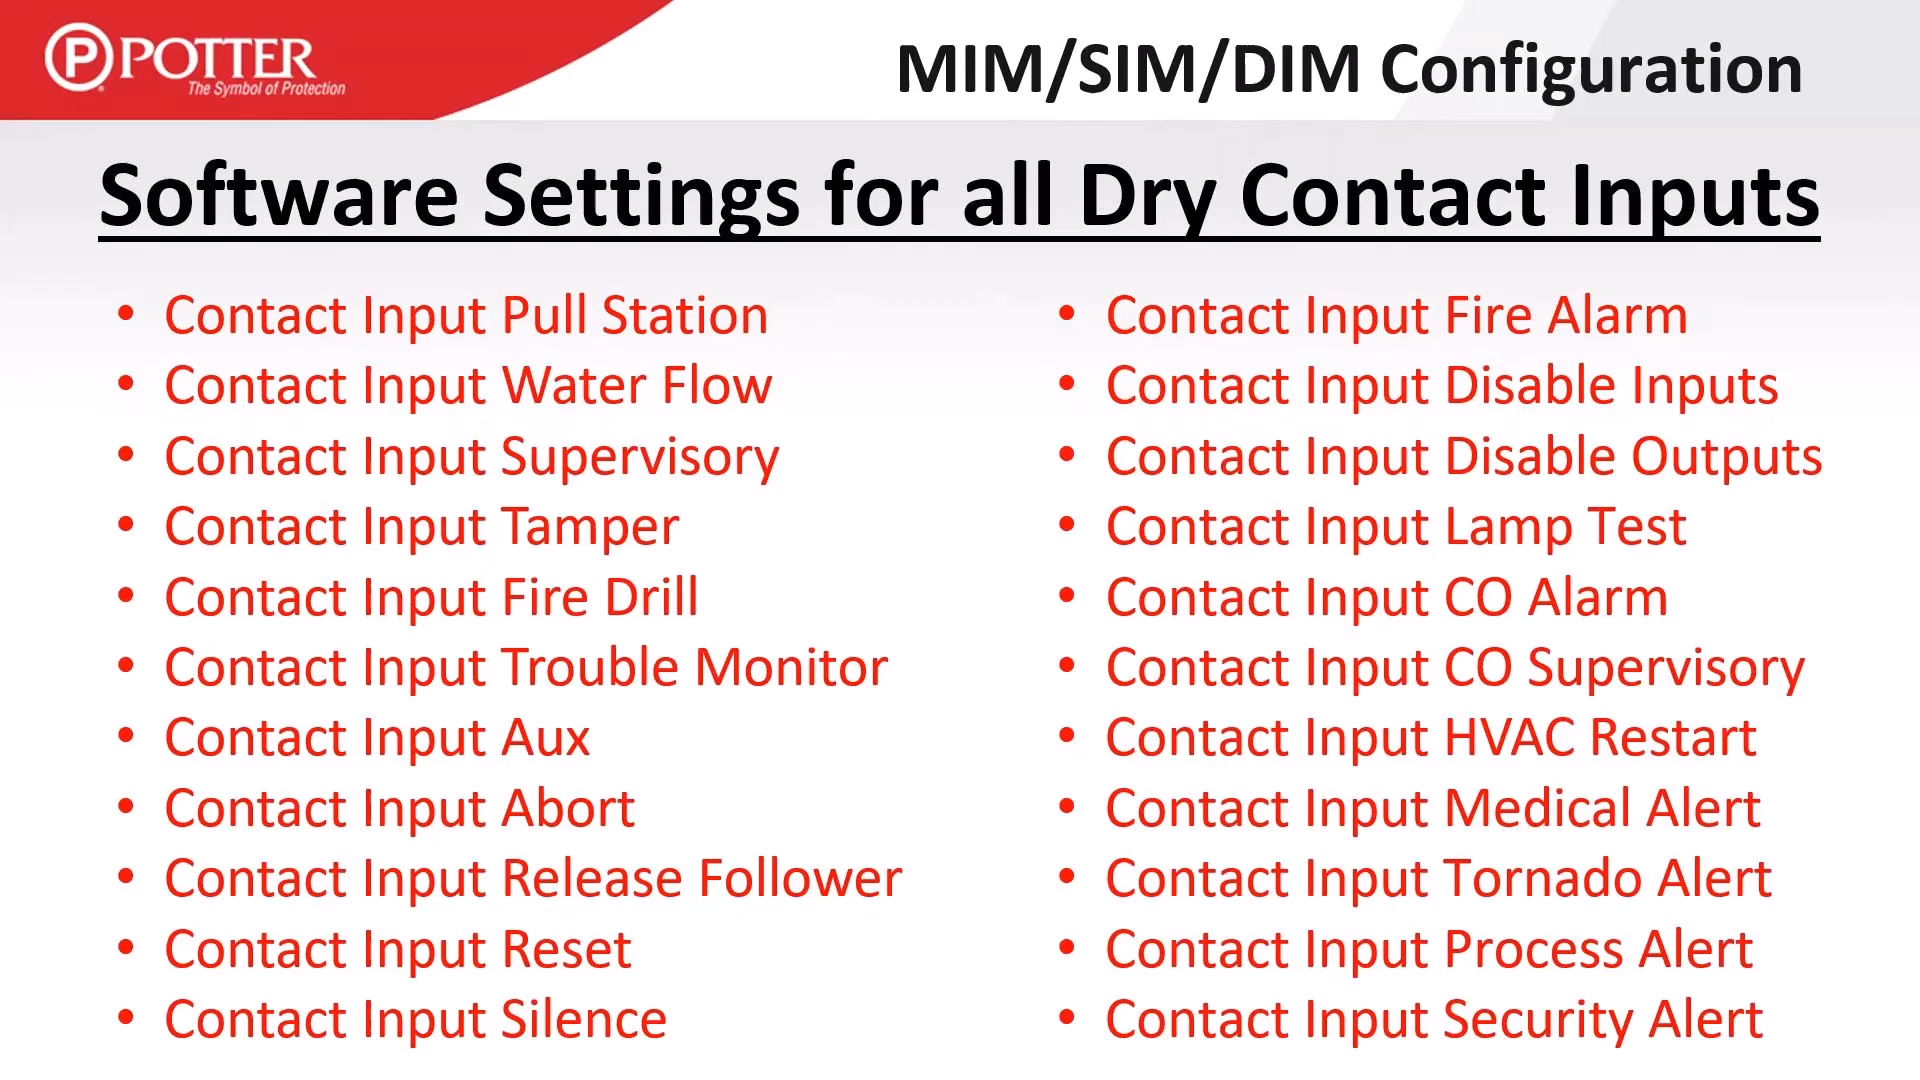 POTTER
The Symbol of Protection
MIM/SIM/DIM Configuration
Software Settings for all Dry Contact Inputs
• Contact Input Pull Station
• Contact Input Water Flow
• Contact Input Supervisory
• Contact Input Tamper
• Contact Input Fire Drill
• Contact Input Trouble Monitor
• Contact Input Aux
• Contact Input Abort
• Contact Input Release Follower
• Contact Input Reset
• Contact Input Silence
• Contact Input Fire Alarm
• Contact Input Disable Inputs
• Contact Input Disable Outputs
• Contact Input Lamp Test
• Contact Input CO Alarm
• Contact Input CO Supervisory
• Contact Input HVAC Restart
• Contact Input Medical Alert
• Contact Input Tornado Alert
• Contact Input Process Alert
• Contact Input Security Alert